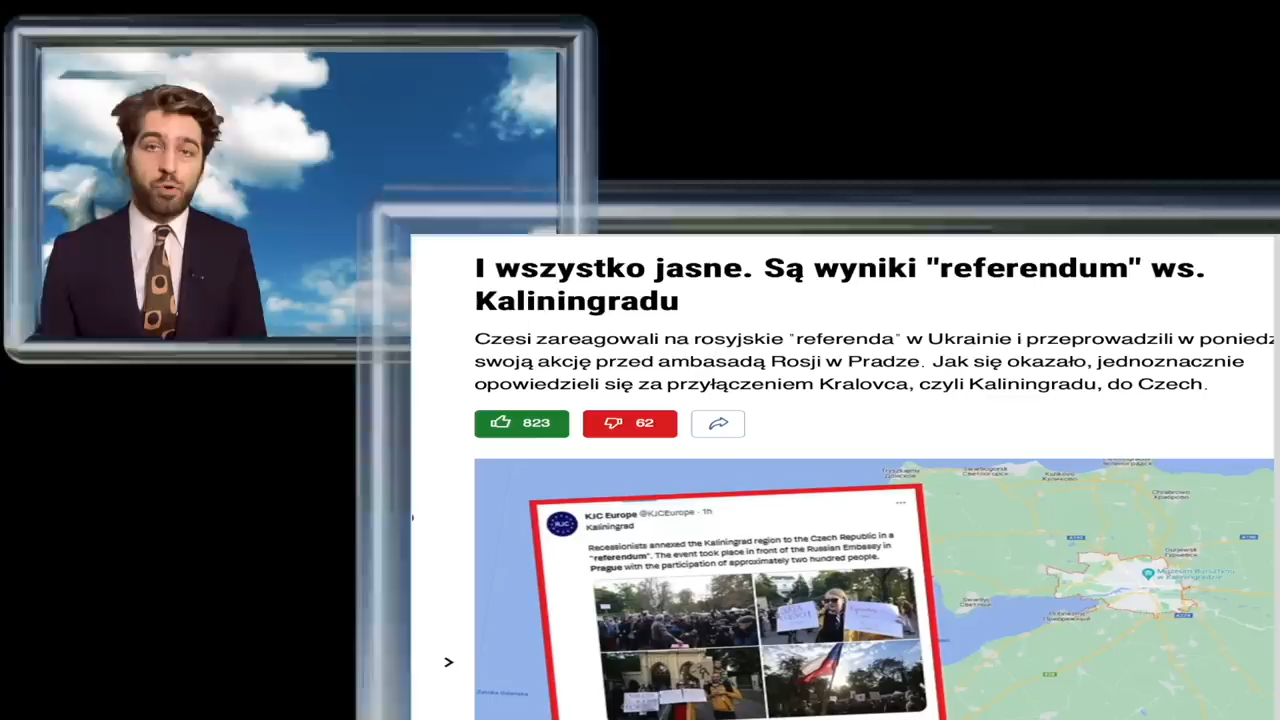 I wszystko jasne. Są wyniki "referendum" ws.
Kaliningradu
Czesi zareagowali na rosyjskie "referenda" w Ukrainie i przeprowadzili w poniedz
swoją akcję przed ambasadą Rosji w Pradze. Jak się okazało, jednoznacznie
opowiedzieli się za przyłączeniem Kralovca, czyli Kaliningradu, do Czech.
823
62
KJC
KJC Europe @KJCEurope · 1h
Kaliningrad
Recessionists annexed the Kaliningrad region to the Czech Republic in a
"referendum". The event took place in front of the Russian Embassy in
Prague with the participation of approximately two hundred people.
Zatoka Gdańska